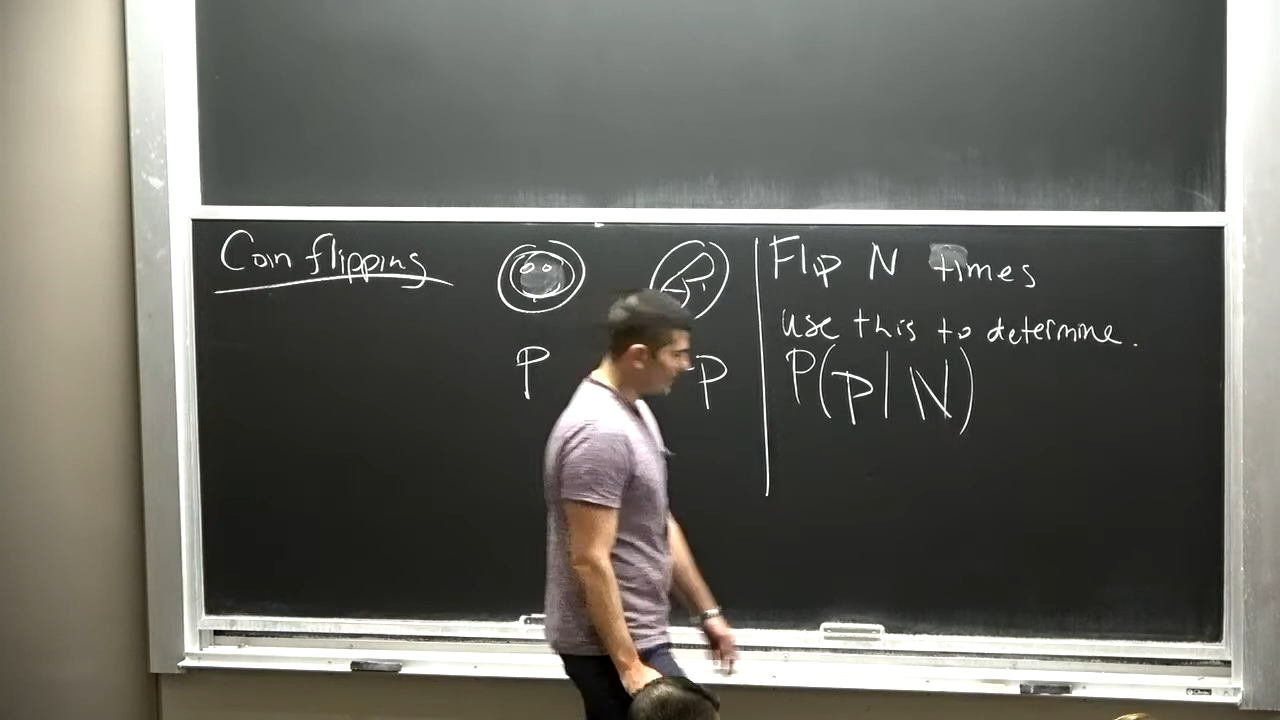 Coin flipping
P
-P
Flip N times
use this to determine.
P(P|N)